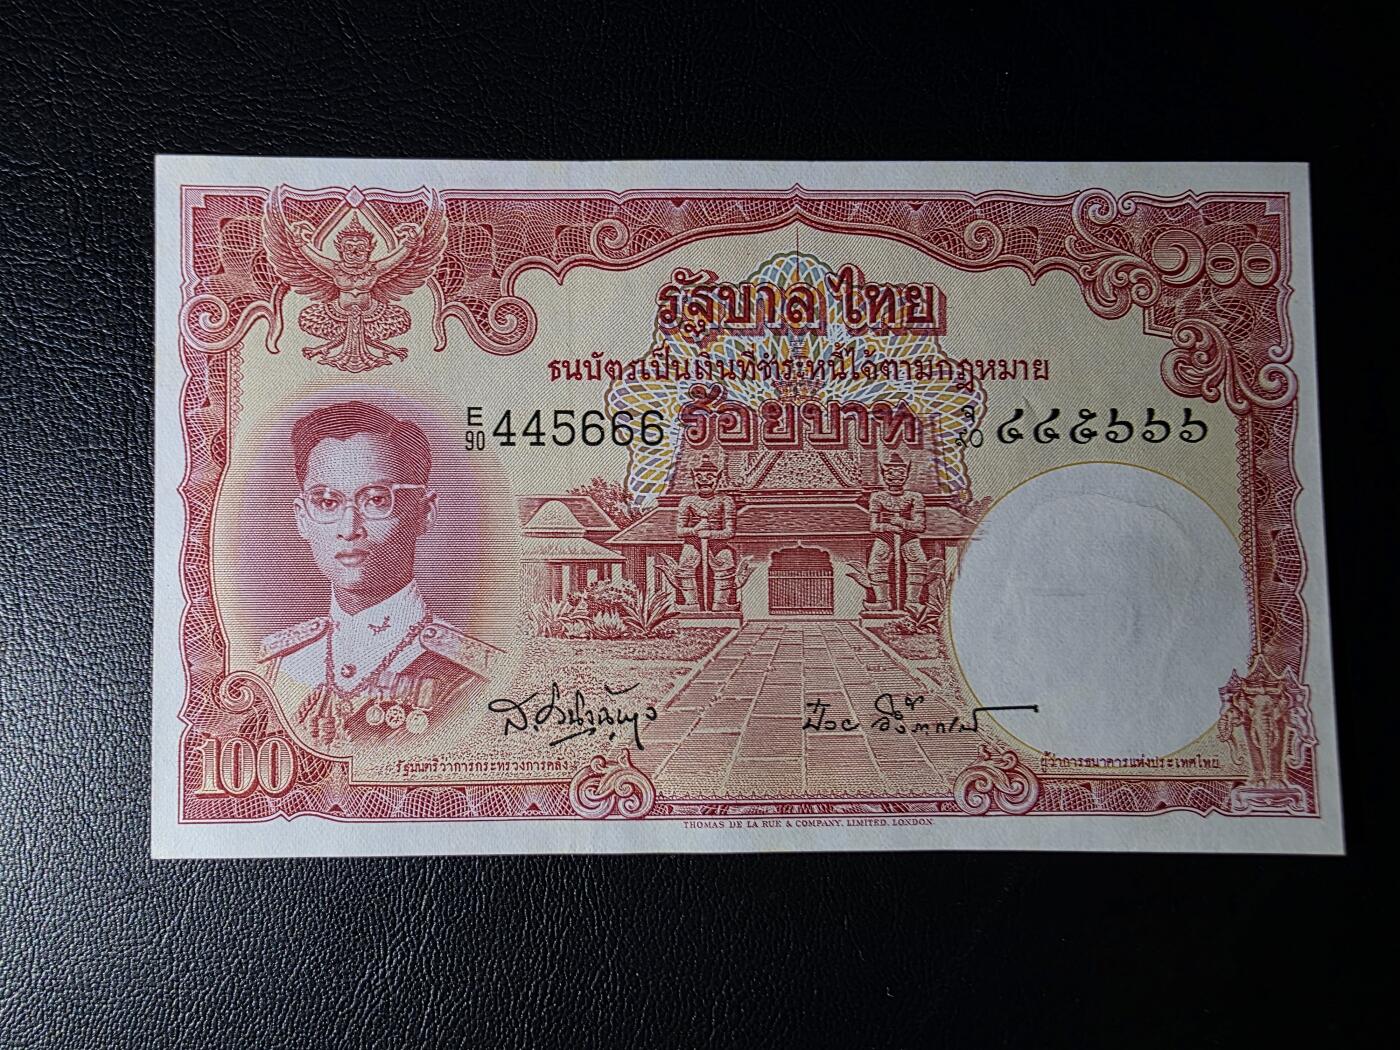 ๑๐๐
รัฐบาลไทย
ธนบัตรเป็นเงินที่ชำระหนี้ได้ตามกฎหมาย
E/90 445666 ร้อยบาท จ/๙๐ ๔๔๕๖๖๖
รัฐมนตรีว่าการกระทรวงการคลัง
ผู้ว่าการธนาคารแห่งประเทศไทย
100
THOMAS DE LA RUE & COMPANY, LIMITED, LONDON.